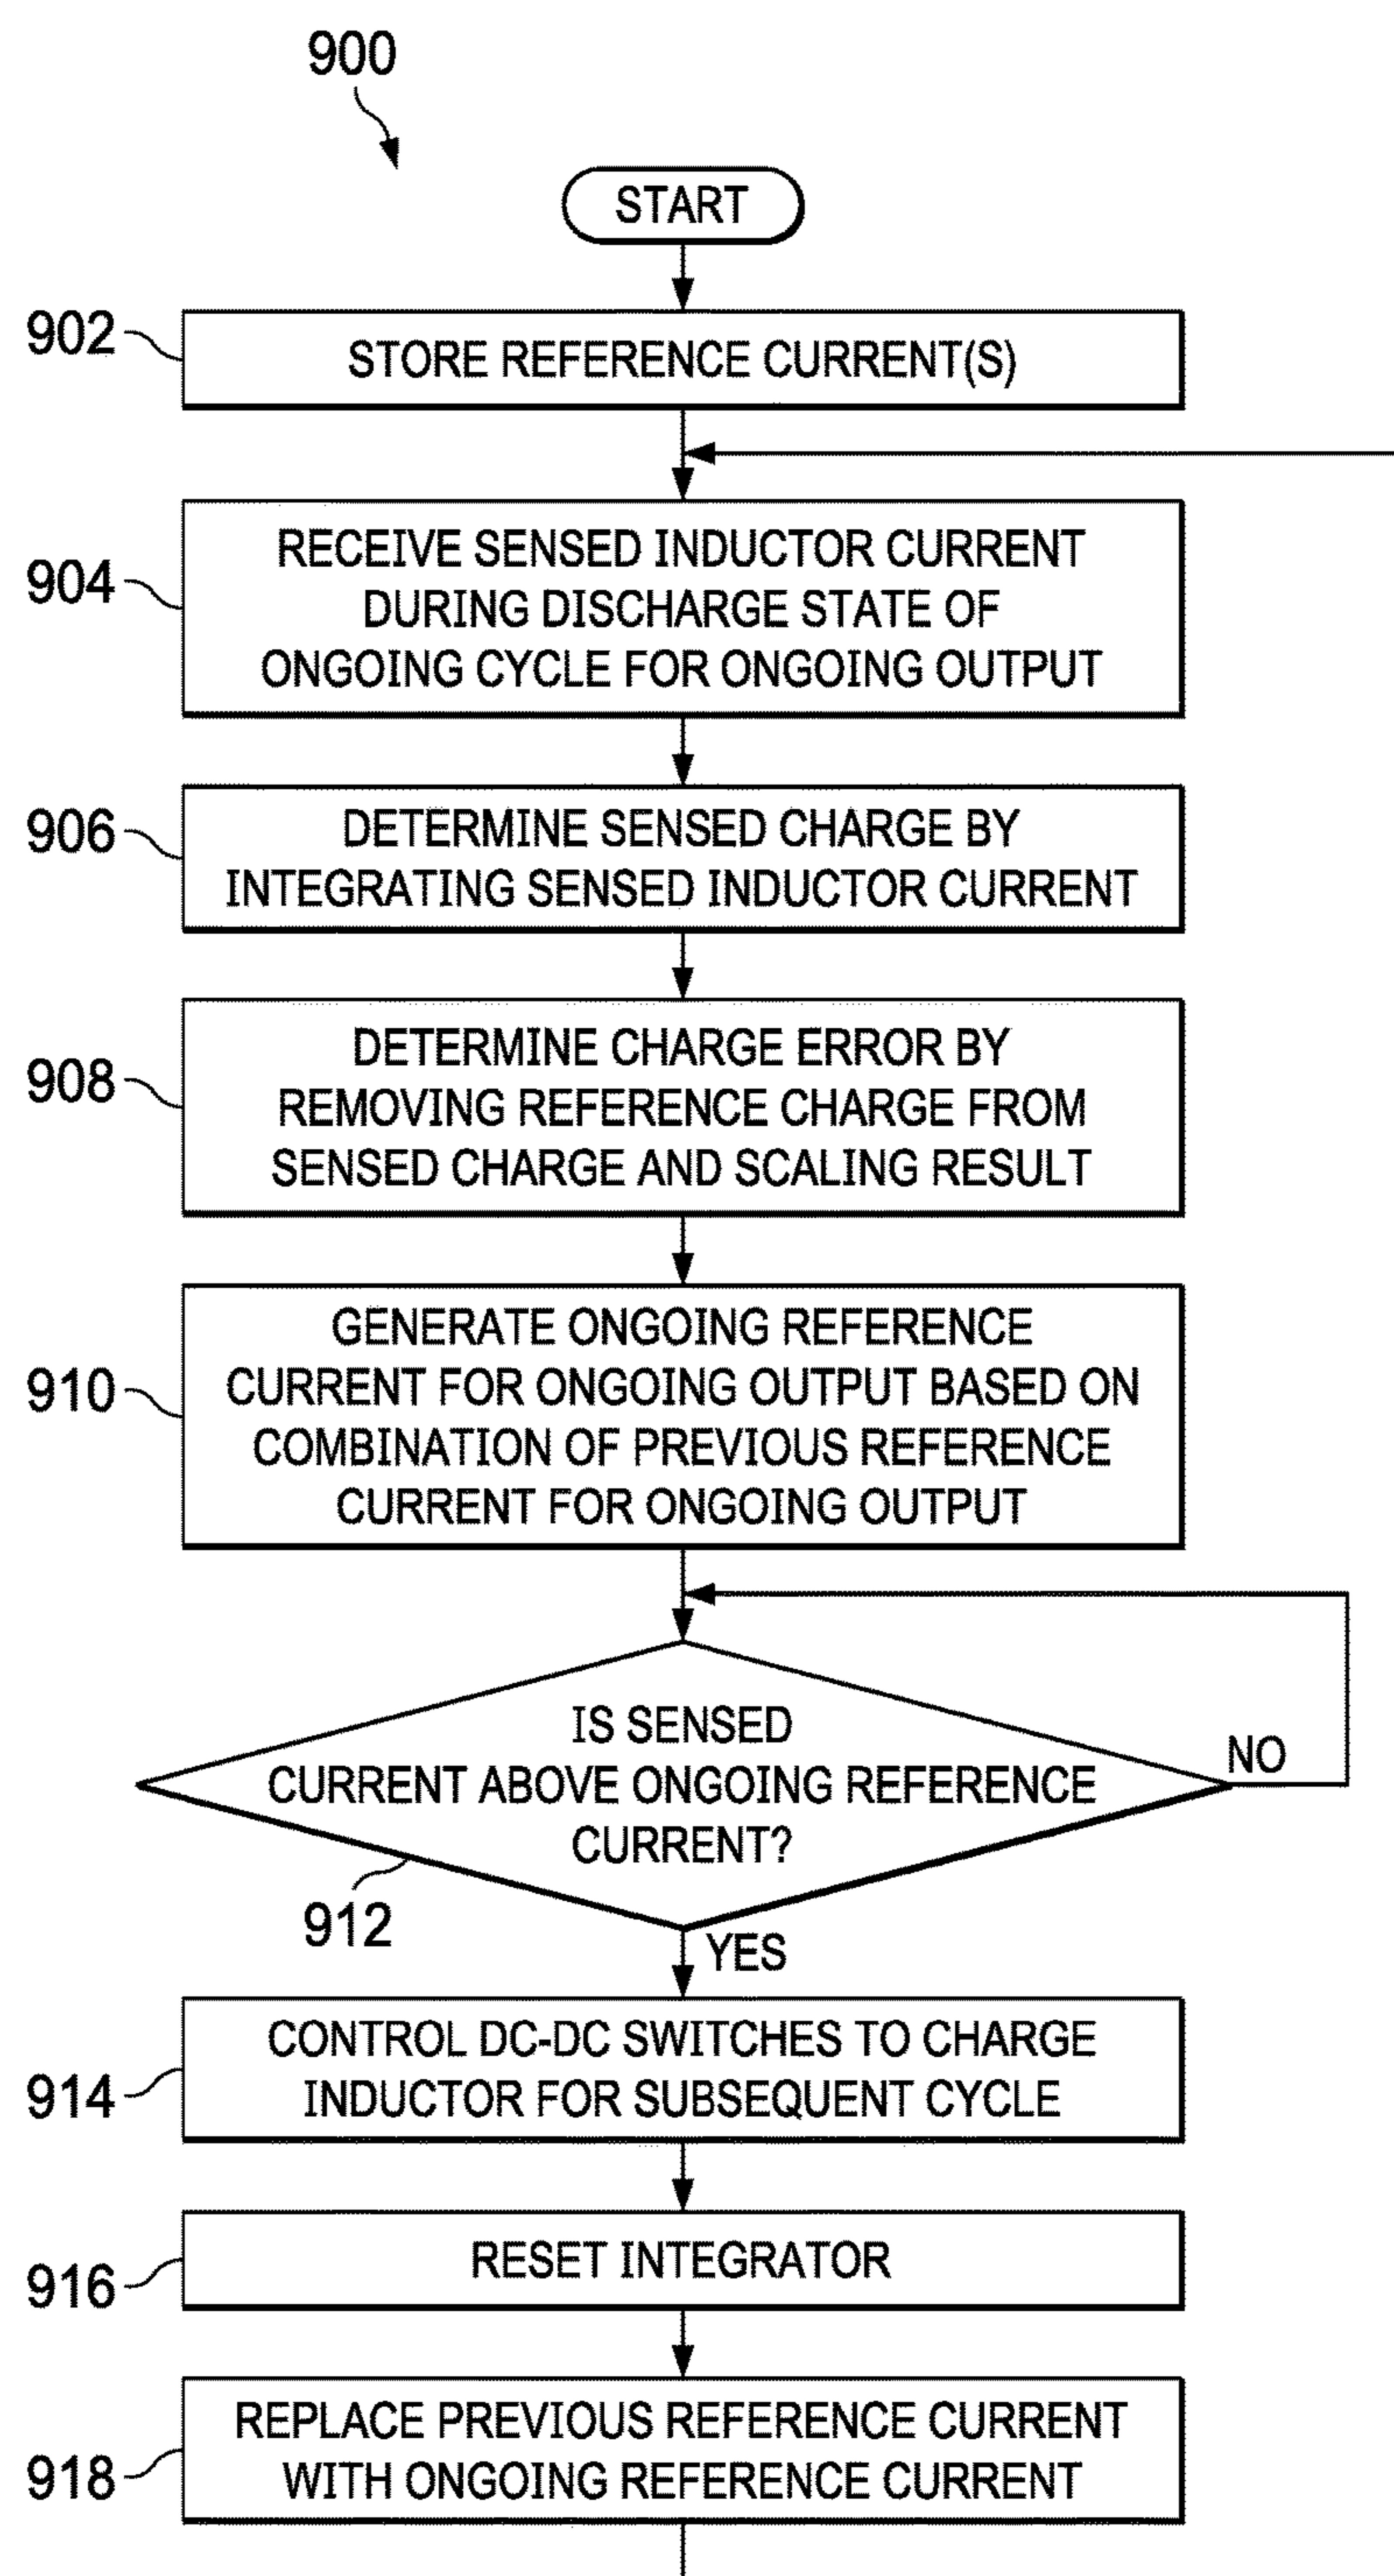 900
START
902
STORE REFERENCE CURRENT(S)
904
RECEIVE SENSED INDUCTOR CURRENT
DURING DISCHARGE STATE OF
ONGOING CYCLE FOR ONGOING OUTPUT
906
DETERMINE SENSED CHARGE BY
INTEGRATING SENSED INDUCTOR CURRENT
908
DETERMINE CHARGE ERROR BY
REMOVING REFERENCE CHARGE FROM
SENSED CHARGE AND SCALING RESULT
910
GENERATE ONGOING REFERENCE
CURRENT FOR ONGOING OUTPUT BASED ON
COMBINATION OF PREVIOUS REFERENCE
CURRENT FOR ONGOING OUTPUT
IS SENSED
CURRENT ABOVE ONGOING REFERENCE
CURRENT?
NO
912
YES
914
CONTROL DC-DC SWITCHES TO CHARGE
INDUCTOR FOR SUBSEQUENT CYCLE
916
RESET INTEGRATOR
918
REPLACE PREVIOUS REFERENCE CURRENT
WITH ONGOING REFERENCE CURRENT